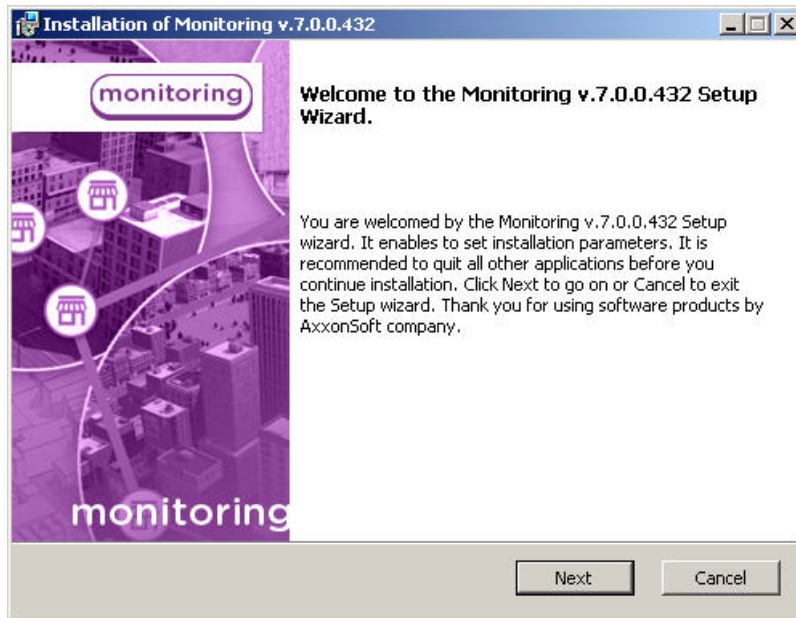 Installation of Monitoring v.7.0.0.432
monitoring
Welcome to the Monitoring v.7.0.0.432 Setup
Wizard.
You are welcomed by the Monitoring v.7.0.0.432 Setup
wizard. It enables to set installation parameters. It is
recommended to quit all other applications before you
continue installation. Click Next to go on or Cancel to exit
the Setup wizard. Thank you for using software products by
AxxonSoft company.
monitoring
Next
Cancel